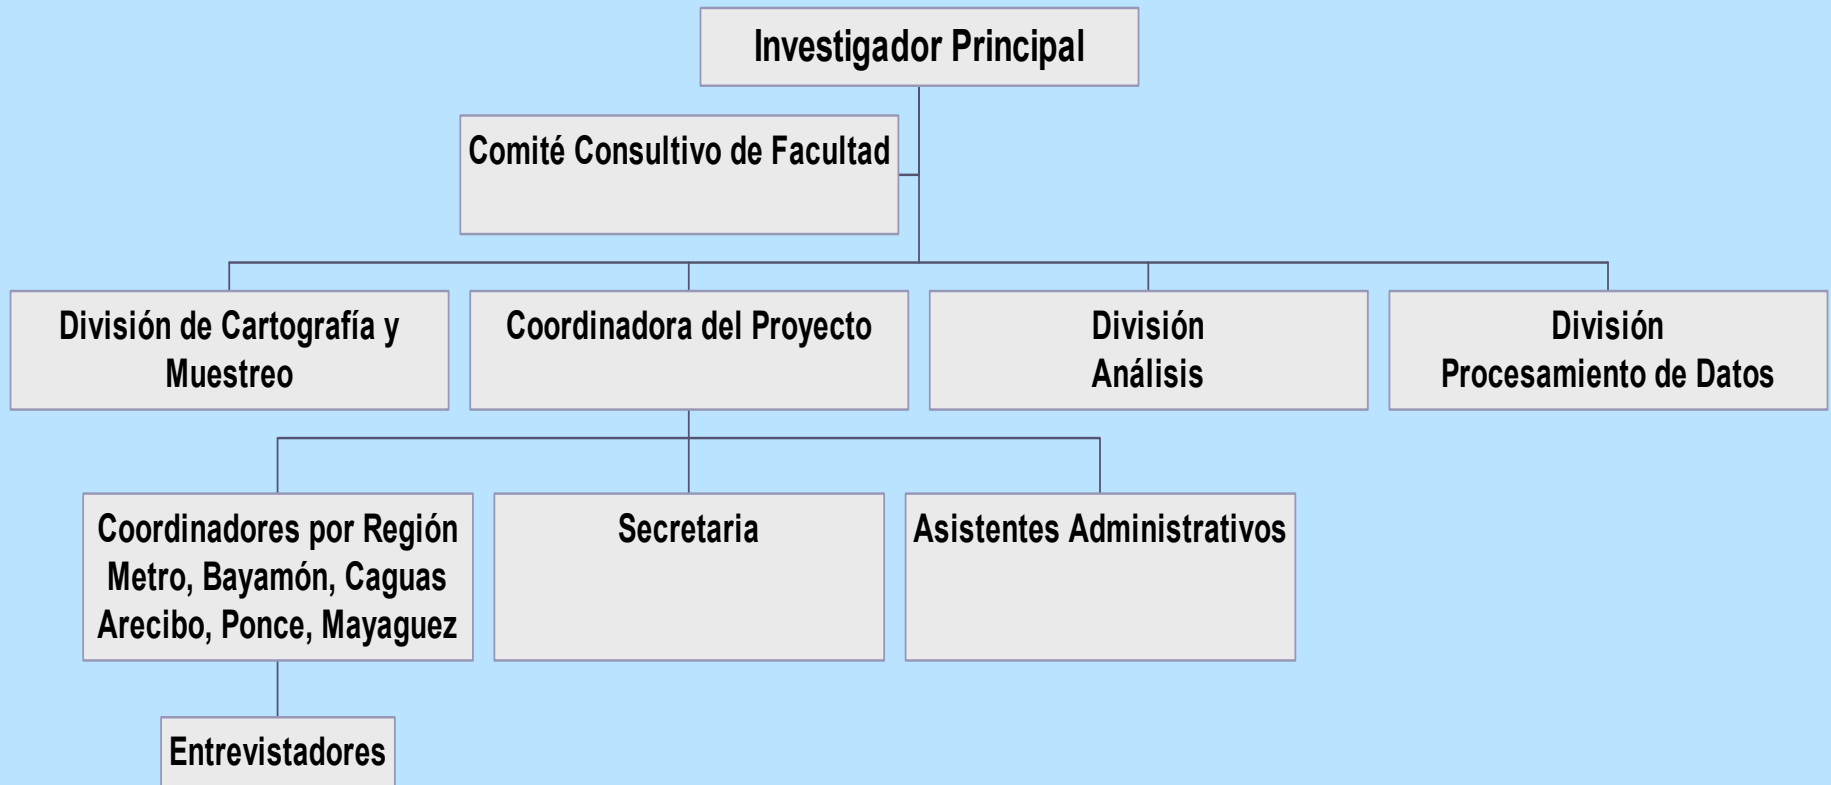 Investigador Principal
Comité Consultivo de Facultad
División de Cartografía y
Muestreo
Coordinadora del Proyecto
División
Análisis
División
Procesamiento de Datos
Coordinadores por Región
Metro, Bayamón, Caguas
Arecibo, Ponce, Mayaguez
Secretaria
Asistentes Administrativos
Entrevistadores